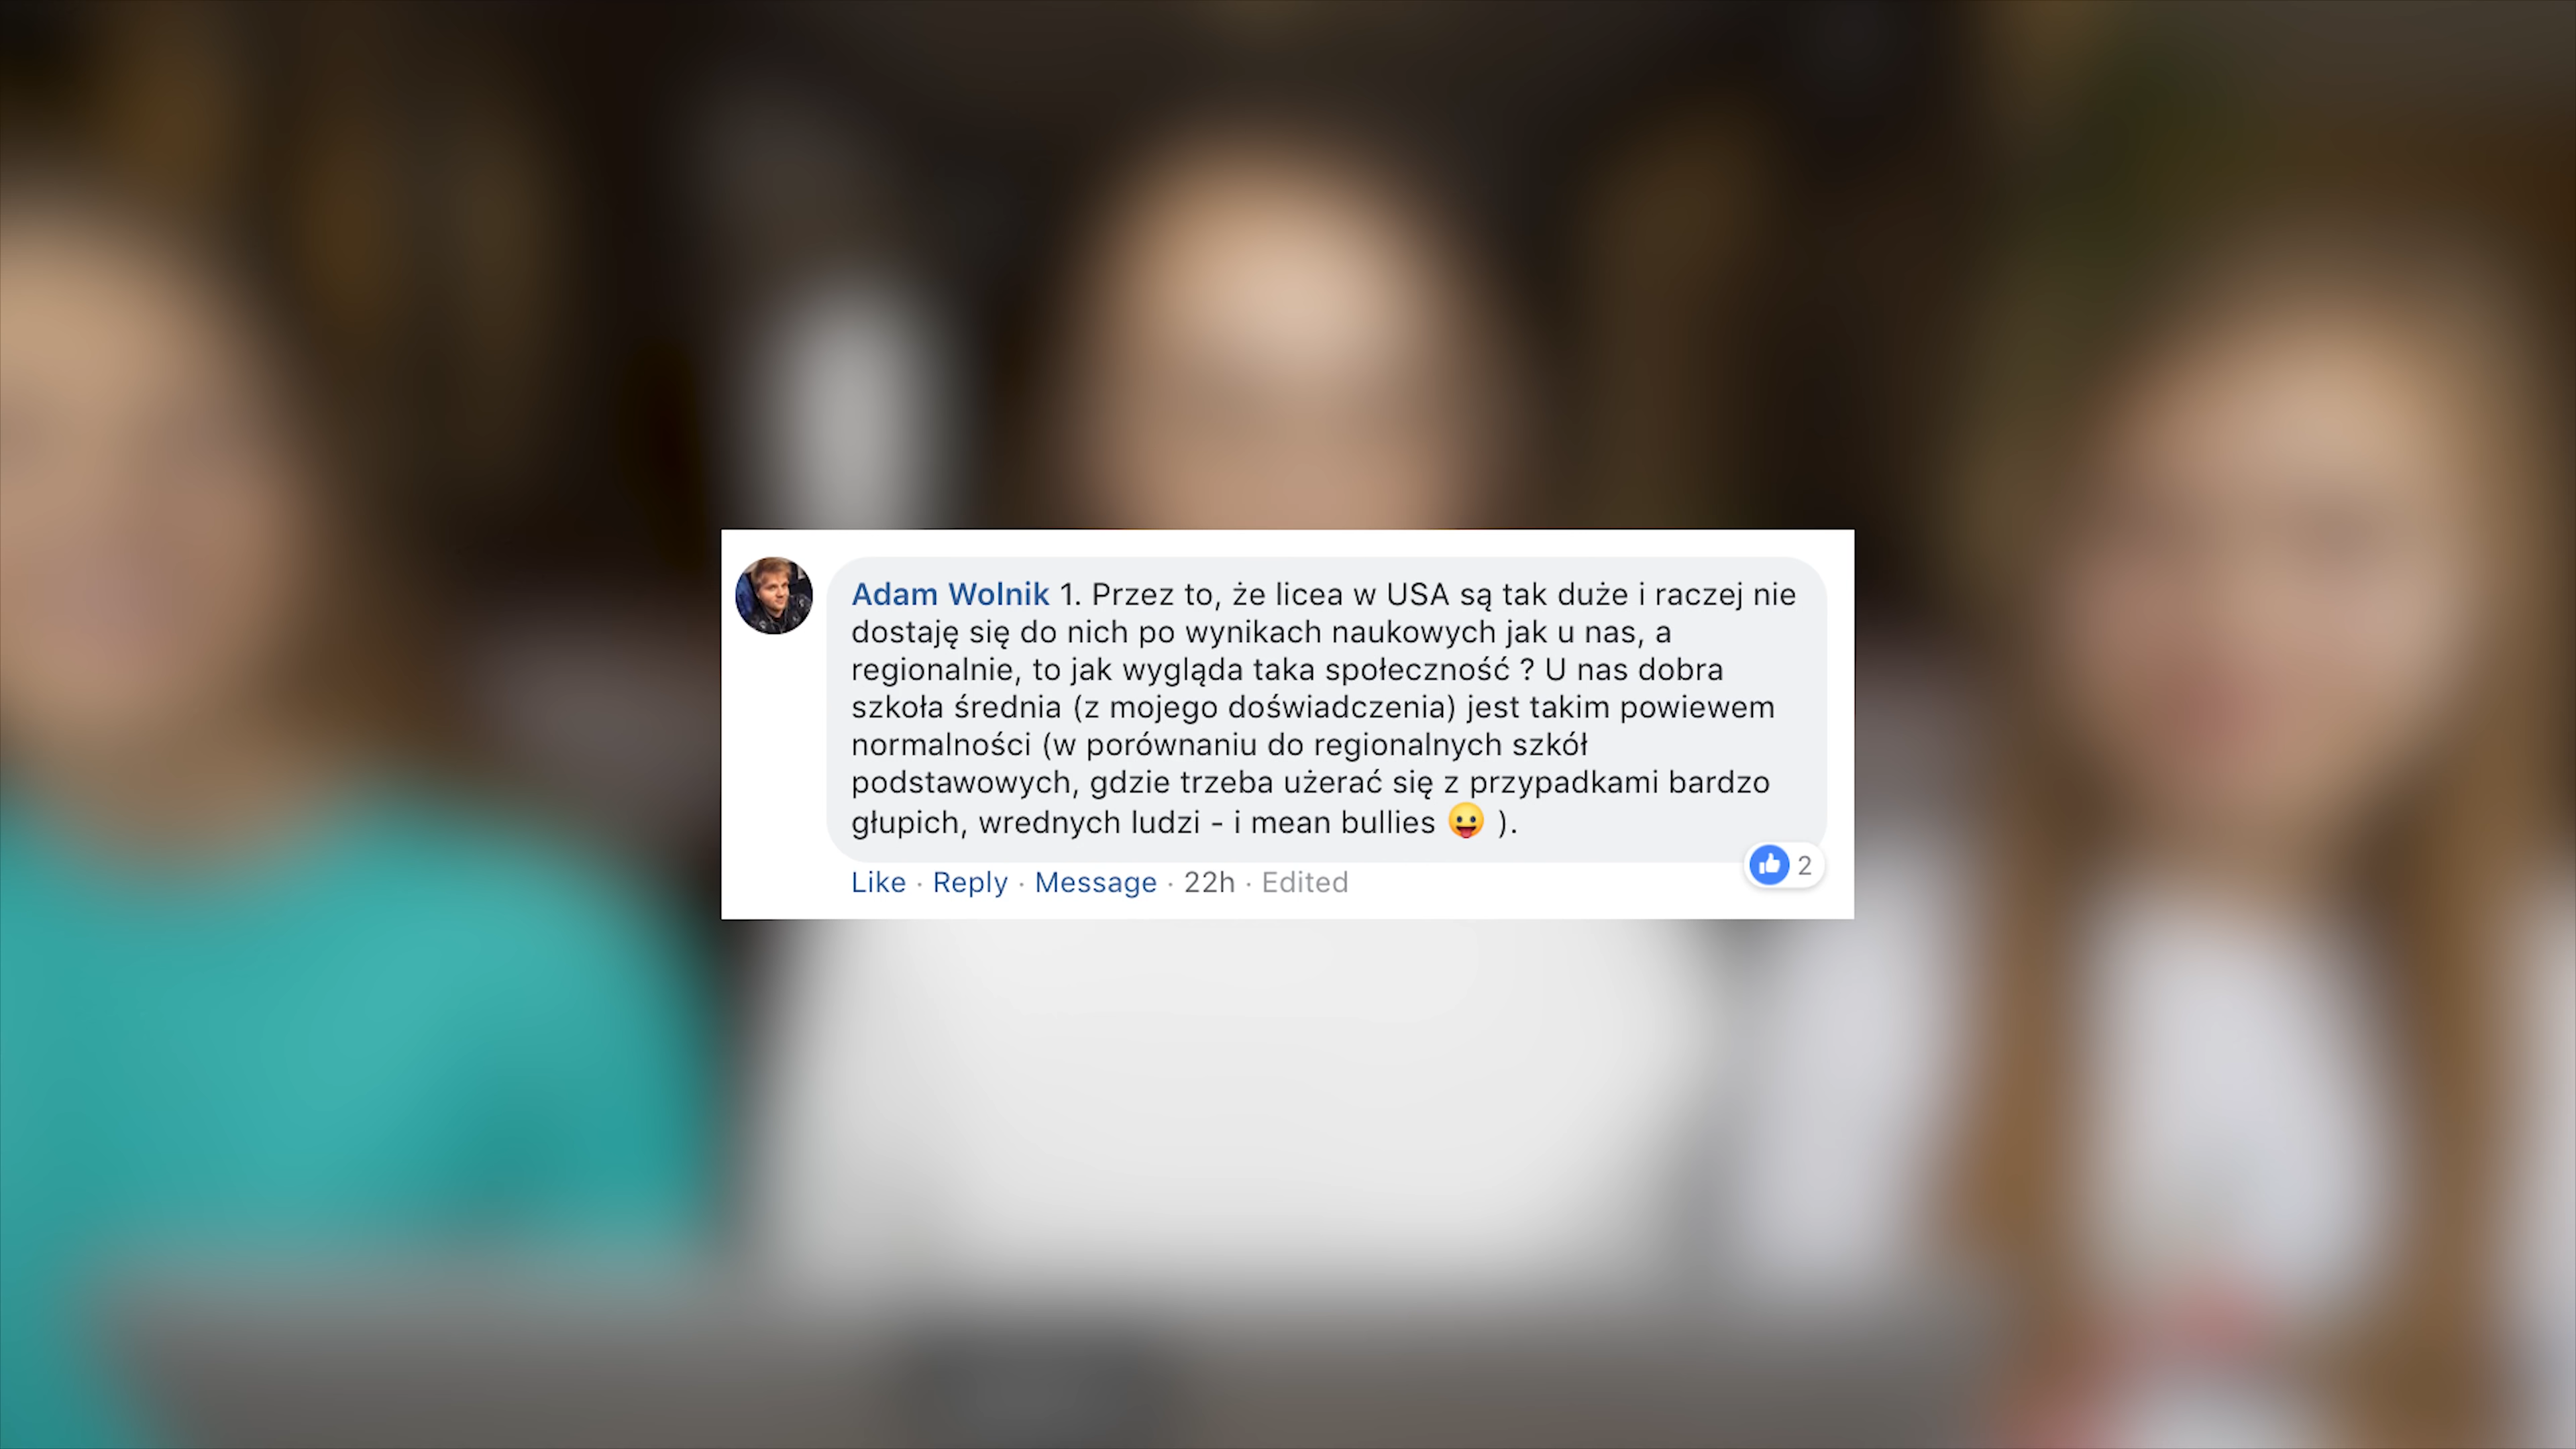 Adam Wolnik 1. Przez to, że licea w USA są tak duże i raczej nie
dostaję się do nich po wynikach naukowych jak u nas, a
regionalnie, to jak wygląda taka społeczność ? U nas dobra
szkoła średnia (z mojego doświadczenia) jest takim powiewem
normalności (w porównaniu do regionalnych szkół
podstawowych, gdzie trzeba użerać się z przypadkami bardzo
głupich, wrednych ludzi - i mean bullies 😛 ).
Like · Reply · Message · 22h · Edited
2